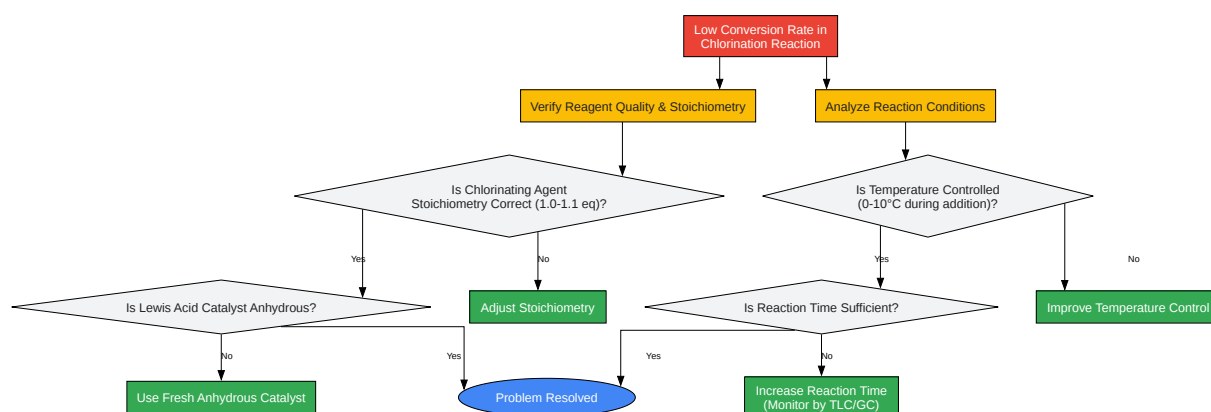 Low Conversion Rate in
Chlorination Reaction
Verify Reagent Quality & Stoichiometry
Analyze Reaction Conditions
Is Chlorinating Agent
Stoichiometry Correct (1.0-1.1 eq)?
Is Temperature Controlled
(0-10°C during addition)?
Yes
No
Yes
No
Is Lewis Acid Catalyst Anhydrous?
Adjust Stoichiometry
Is Reaction Time Sufficient?
Improve Temperature Control
No
Yes
Yes
No
Use Fresh Anhydrous Catalyst
Problem Resolved
Increase Reaction Time
(Monitor by TLC/GC)